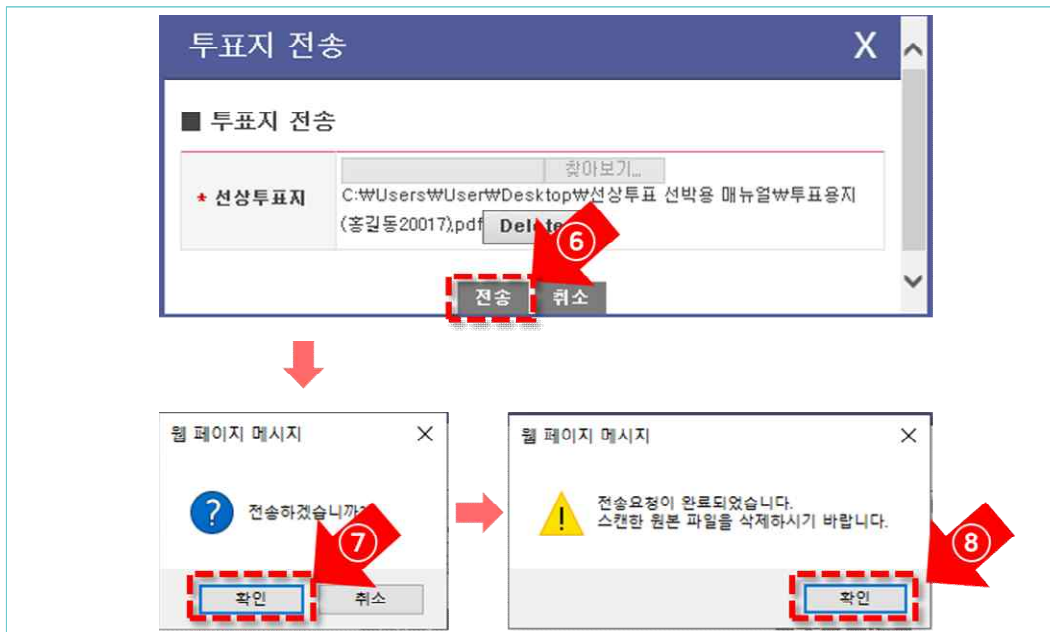 투표지 전송 X
■ 투표지 전송
찾아보기...
* 선상투표지
C:₩Users₩User₩Desktop₩선상투표 선박용 매뉴얼₩투표용지
(홍길동20017).pdf Delete
⑥
전송 취소
웹 페이지 메시지 ×
? 전송하겠습니까?
⑦
확인 취소
웹 페이지 메시지 ×
! 전송요청이 완료되었습니다.
스캔한 원본 파일을 삭제하시기 바랍니다.
⑧
확인